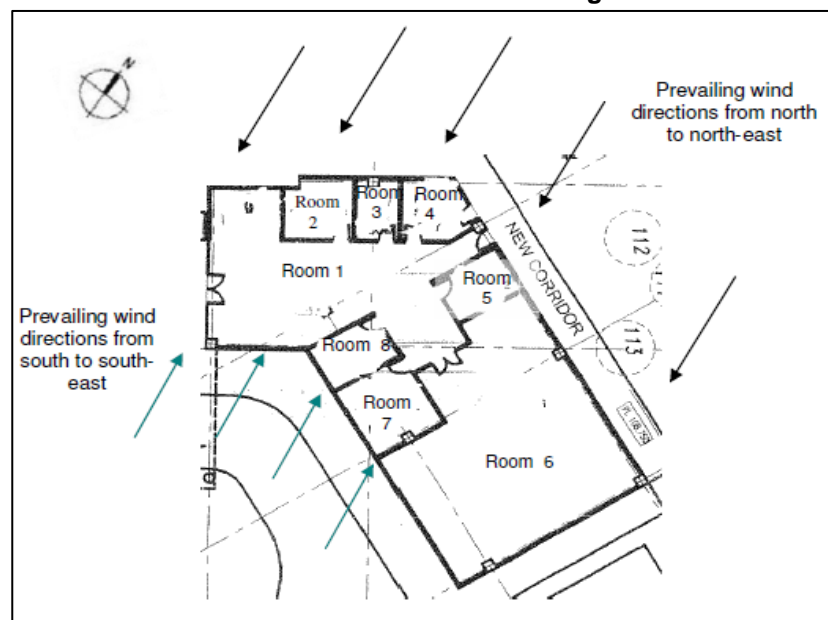 N
Prevailing wind
directions from north
to north-east
Room
2
Room
3
Room
4
NEW CORRIDOR
112
Room 1
Room
5
113
Prevailing wind
directions from
south to south-
east
Room 8
Room
7
Room 6